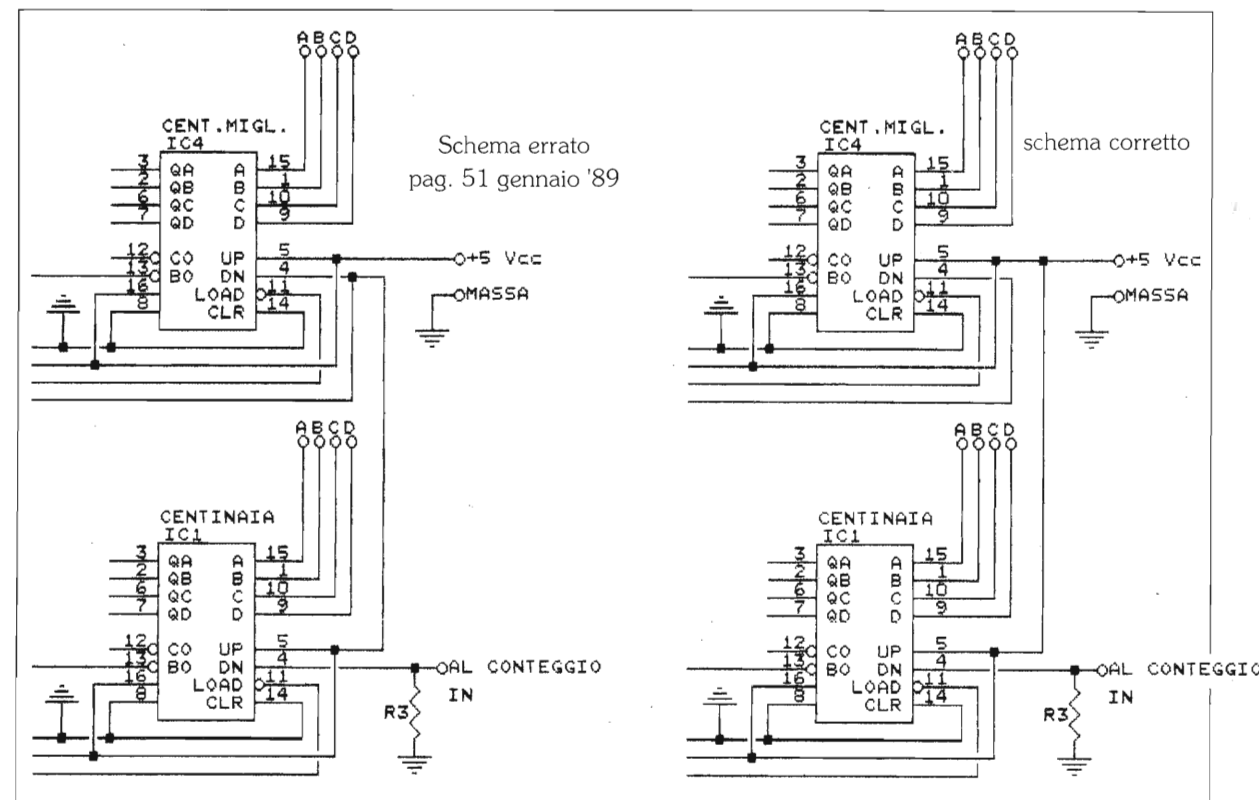 ABCD
CENT.MIGL.
IC4
3 QA A 15
2 QB B 1
6 QC C 10
7 QD D 9
12 CO UP 5
13 BO DN 4
16 LOAD 11
8 CLR 14
+5 Vcc
MASSA
Schema errato
pag. 51 gennaio '89
ABCD
CENTINAIA
IC1
3 QA A 15
2 QB B 1
6 QC C 10
7 QD D 9
12 CO UP 5
13 BO DN 4
16 LOAD 11
8 CLR 14
AL CONTEGGIO
IN
R3
ABCD
CENT.MIGL.
IC4
3 QA A 15
2 QB B 1
6 QC C 10
7 QD D 9
12 CO UP 5
13 BO DN 4
16 LOAD 11
8 CLR 14
+5 Vcc
MASSA
schema corretto
ABCD
CENTINAIA
IC1
3 QA A 15
2 QB B 1
6 QC C 10
7 QD D 9
12 CO UP 5
13 BO DN 4
16 LOAD 11
8 CLR 14
AL CONTEGGIO
IN
R3